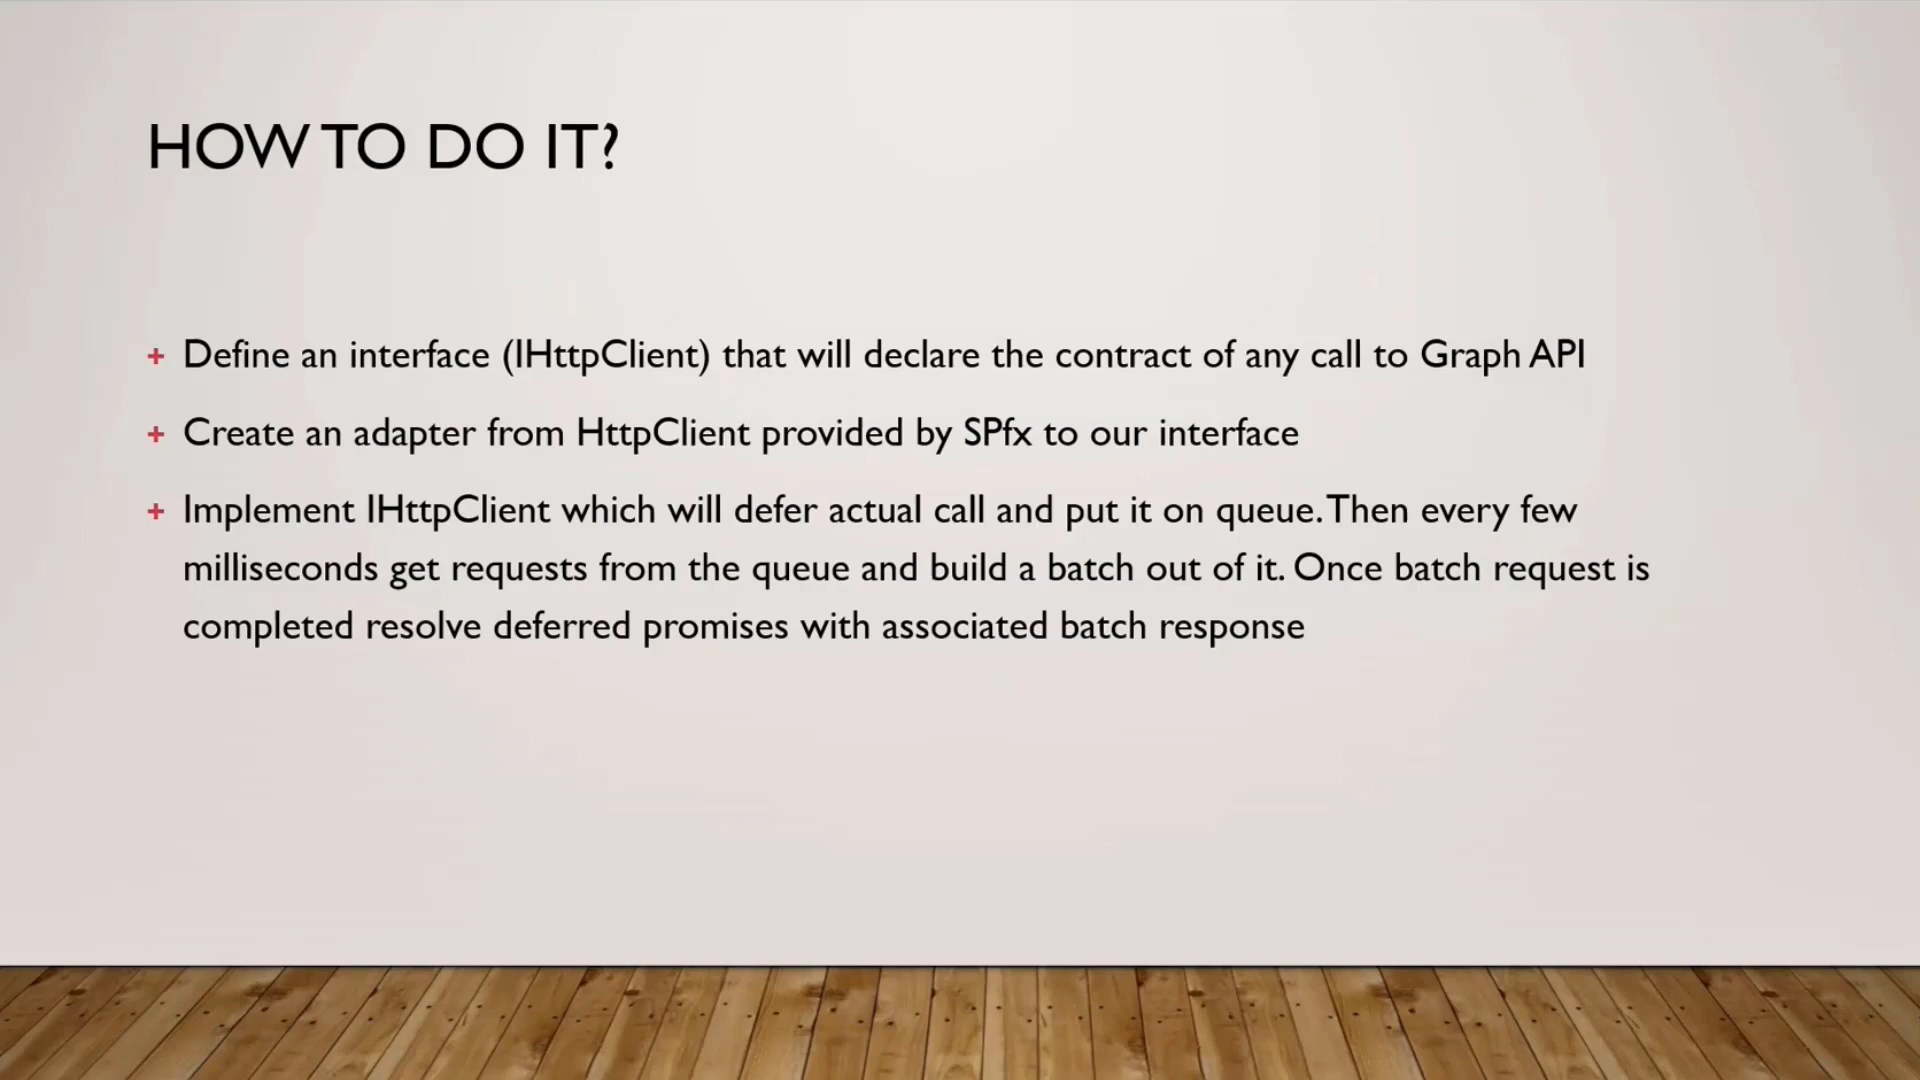 HOW TO DO IT?
+ Define an interface (IHttpClient) that will declare the contract of any call to Graph API
+ Create an adapter from HttpClient provided by SPfx to our interface
+ Implement IHttpClient which will defer actual call and put it on queue. Then every few
milliseconds get requests from the queue and build a batch out of it. Once batch request is
completed resolve deferred promises with associated batch response